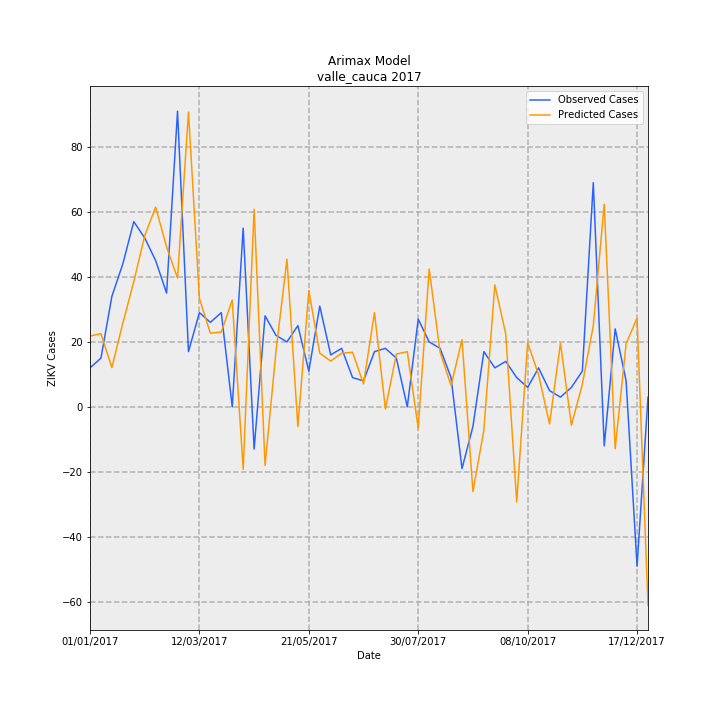 Arimax Model
valle_cauca 2017
Observed Cases
Predicted Cases
ZIKV Cases
80
60
40
20
0
−20
−40
−60
01/01/2017
12/03/2017
21/05/2017
30/07/2017
08/10/2017
17/12/2017
Date